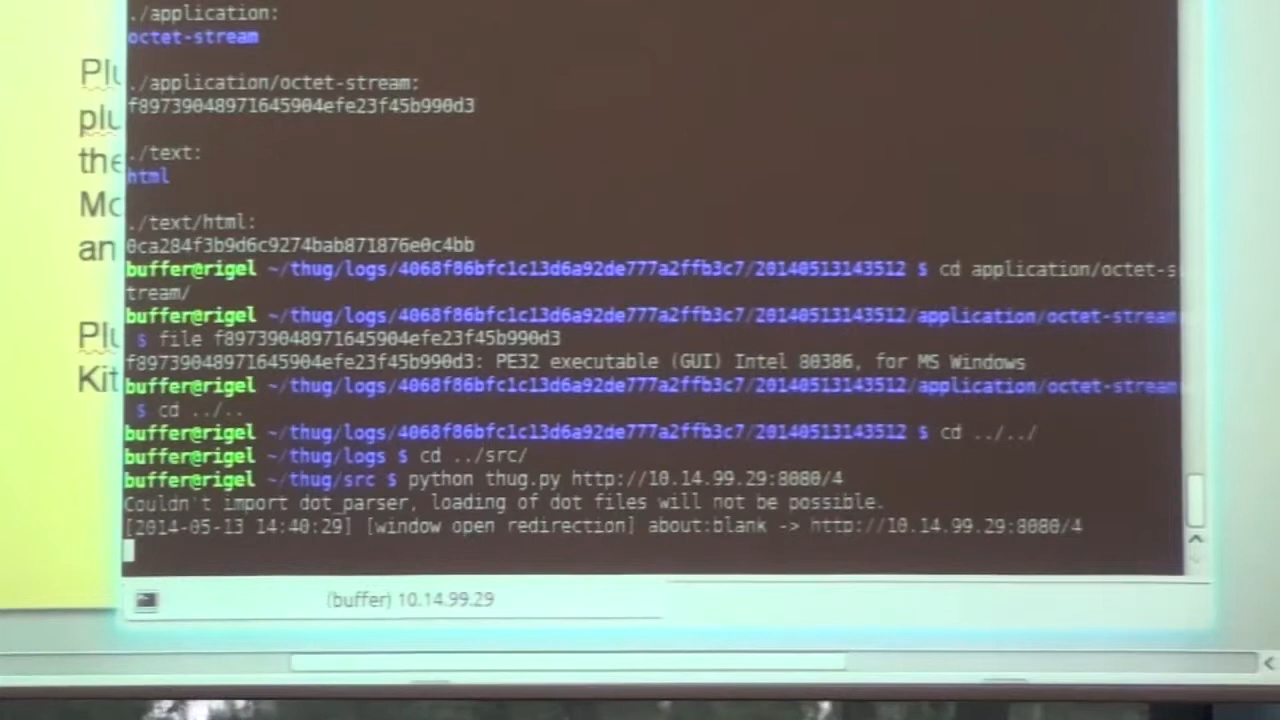 ./application:
octet-stream
./application/octet-stream:
f89739048971645904efe23f45b990d3
./text:
html
./text/html:
0ca284f3b9d6c9274bab871876e0c4bb
buffer@rigel ~/thug/logs/4068f86bfc1c13d6a92de777a2ffb3c7/20140513143512 $ cd application/octet-s
tream/
buffer@rigel ~/thug/logs/4068f86bfc1c13d6a92de777a2ffb3c7/20140513143512/application/octet-stream
$ file f89739048971645904efe23f45b990d3
f89739048971645904efe23f45b990d3: PE32 executable (GUI) Intel 80386, for MS Windows
buffer@rigel ~/thug/logs/4068f86bfc1c13d6a92de777a2ffb3c7/20140513143512/application/octet-stream
$ cd ../..
buffer@rigel ~/thug/logs/4068f86bfc1c13d6a92de777a2ffb3c7/20140513143512 $ cd ../../
buffer@rigel ~/thug/logs $ cd ../src/
buffer@rigel ~/thug/src $ python thug.py http://10.14.99.29:8080/4
Couldn't import dot_parser, loading of dot files will not be possible.
[2014-05-13 14:40:29] [window open redirection] about:blank -> http://10.14.99.29:8080/4
(buffer) 10.14.99.29
Plu
plu
the
Mo
an
Plu
Kit